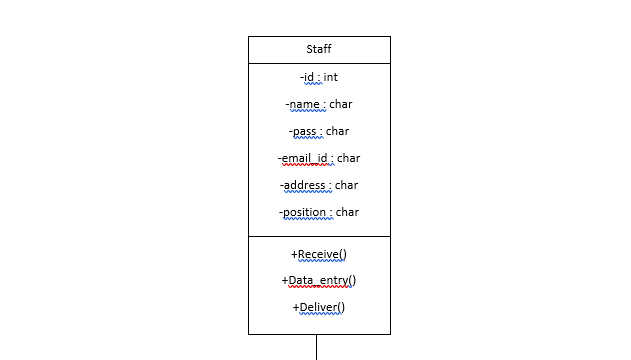 Staff
-id : int
-name : char
-pass : char
-email_id : char
-address : char
-position : char
+Receive()
+Data_entry()
+Deliver()